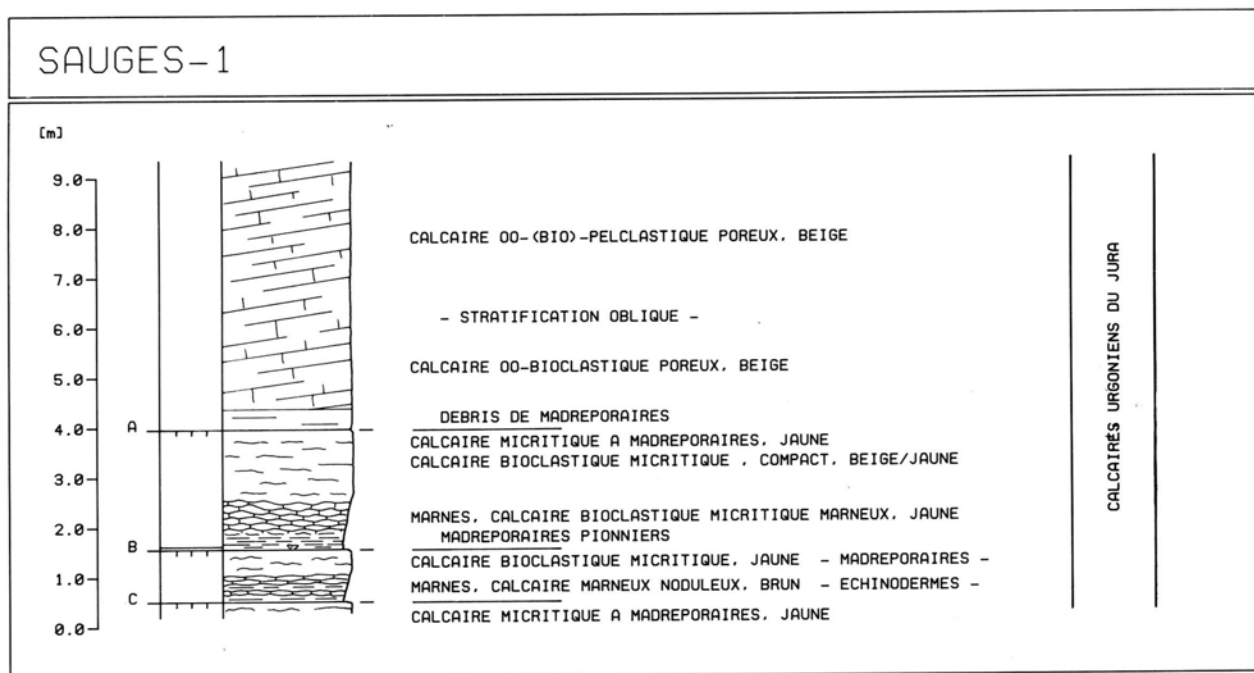 SAUGES-1
[m]
9.0
8.0
CALCAIRE OO-(BIO)-PELCLASTIQUE POREUX. BEIGE
7.0
6.0
- STRATIFICATION OBLIQUE -
5.0
CALCAIRE OO-BIOCLASTIQUE POREUX. BEIGE
DEBRIS DE MADREPORAIRES
4.0
A
CALCAIRE MICRITIQUE A MADREPORAIRES. JAUNE
CALCAIRE BIOCLASTIQUE MICRITIQUE . COMPACT. BEIGE/JAUNE
3.0
MARNES. CALCAIRE BIOCLASTIQUE MICRITIQUE MARNEUX. JAUNE
2.0
MADREPORAIRES PIONNIERS
B
CALCAIRE BIOCLASTIQUE MICRITIQUE. JAUNE - MADREPORAIRES -
1.0
MARNES. CALCAIRE MARNEUX NODULEUX. BRUN - ECHINODERMES -
C
CALCAIRE MICRITIQUE A MADREPORAIRES. JAUNE
0.0
CALCAIRES URGONIENS DU JURA